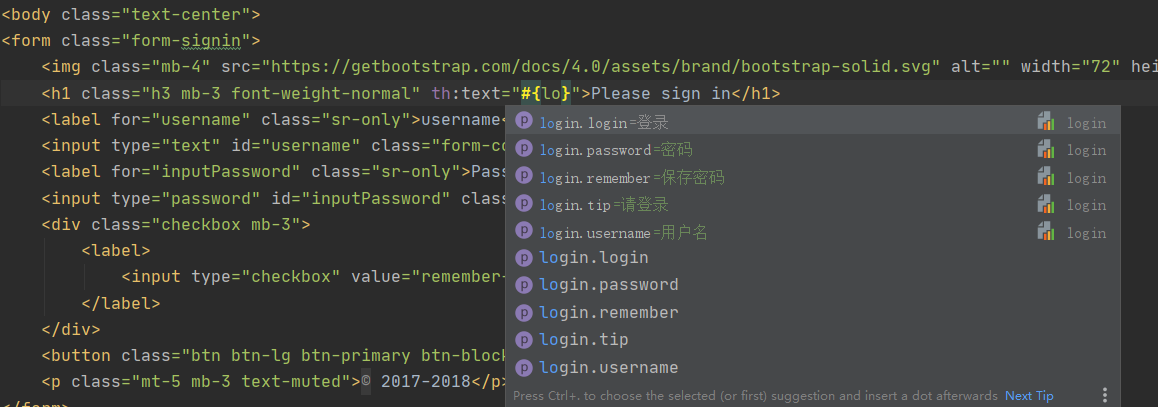 <body class="text-center">
<form class="form-signin">
<img class="mb-4" src="https://getbootstrap.com/docs/4.0/assets/brand/bootstrap-solid.svg" alt="" width="72" hei
<h1 class="h3 mb-3 font-weight-normal" th:text="#{lo}">Please sign in</h1>
<label for="username" class="sr-only">username<
<input type="text" id="username" class="form-co
<label for="inputPassword" class="sr-only">Pass
<input type="password" id="inputPassword" clas
<div class="checkbox mb-3">
<label>
<input type="checkbox" value="remember-
</label>
</div>
<button class="btn btn-lg btn-primary btn-block
<p class="mt-5 mb-3 text-muted">© 2017-2018</p>
</form>
p login.login=登录 login
p login.password=密码 login
p login.remember=保存密码 login
p login.tip=请登录 login
p login.username=用户名 login
p login.login
p login.password
p login.remember
p login.tip
p login.username
Press Ctrl+. to choose the selected (or first) suggestion and insert a dot afterwards Next Tip